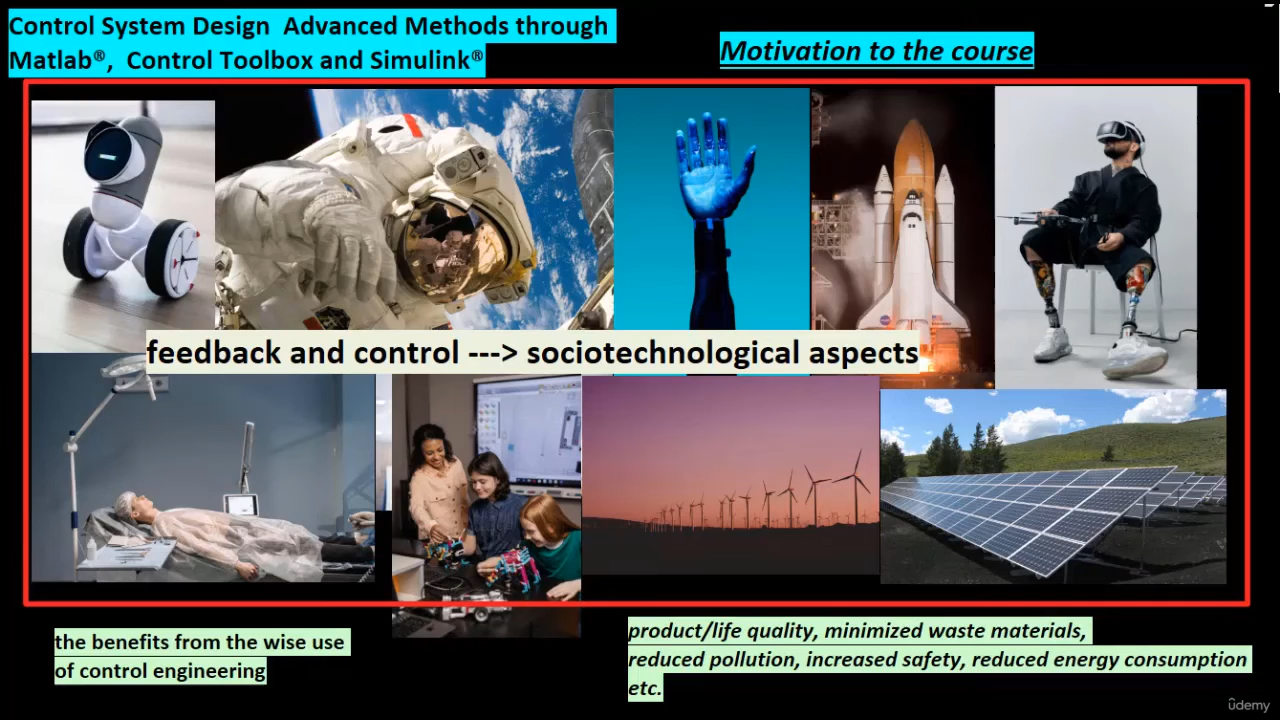 Control System Design Advanced Methods through
Matlab®, Control Toolbox and Simulink®
Motivation to the course
feedback and control ---> sociotechnological aspects
the benefits from the wise use
of control engineering
product/life quality, minimized waste materials,
reduced pollution, increased safety, reduced energy consumption
etc.
ûdemy